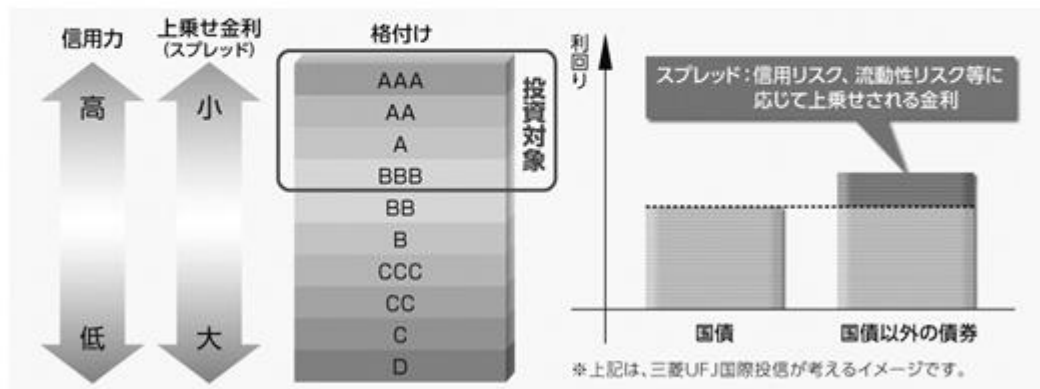 信用力
上乗せ金利
(スプレッド)
格付け
高
低
小
大
AAA
AA
A
BBB
BB
B
CCC
CC
C
D
投資対象
利回り
スプレッド:信用リスク、流動性リスク等に
応じて上乗せされる金利
国債
国債以外の債券
※上記は、三菱UFJ国際投信が考えるイメージです。